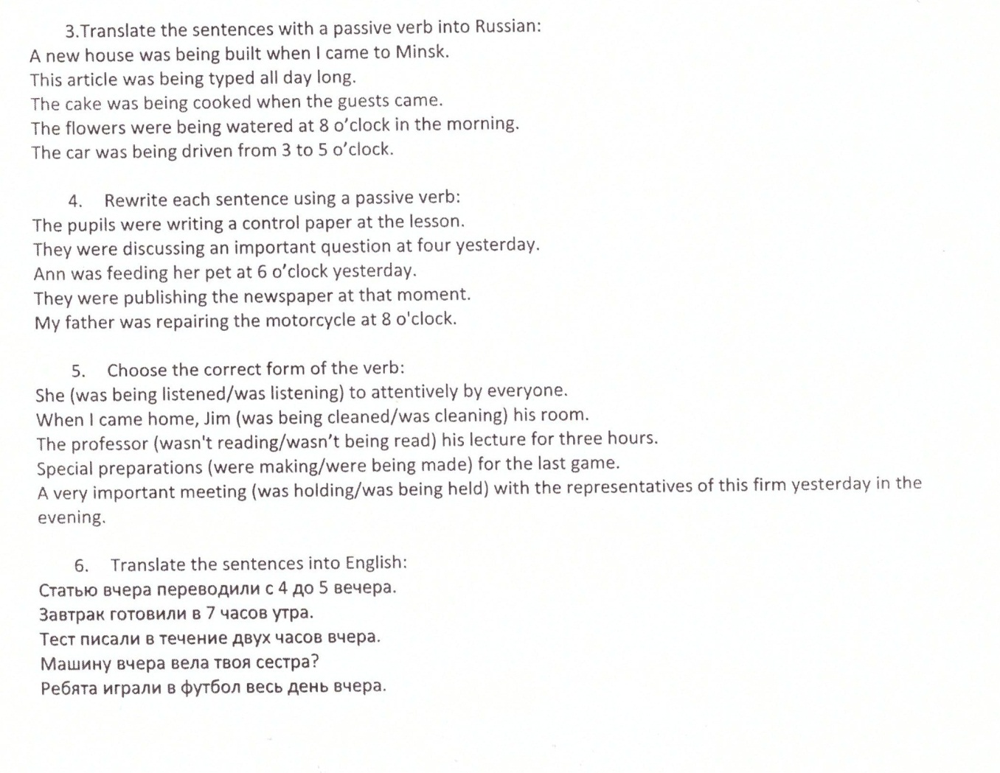 3.Translate the sentences with a passive verb into Russian:
A new house was being built when I came to Minsk.
This article was being typed all day long.
The cake was being cooked when the guests came.
The flowers were being watered at 8 o’clock in the morning.
The car was being driven from 3 to 5 o’clock.
4. Rewrite each sentence using a passive verb:
The pupils were writing a control paper at the lesson.
They were discussing an important question at four yesterday.
Ann was feeding her pet at 6 o’clock yesterday.
They were publishing the newspaper at that moment.
My father was repairing the motorcycle at 8 o'clock.
5. Choose the correct form of the verb:
She (was being listened/was listening) to attentively by everyone.
When I came home, Jim (was being cleaned/was cleaning) his room.
The professor (wasn't reading/wasn’t being read) his lecture for three hours.
Special preparations (were making/were being made) for the last game.
A very important meeting (was holding/was being held) with the representatives of this firm yesterday in the
evening.
6. Translate the sentences into English:
Статью вчера переводили с 4 до 5 вечера.
Завтрак готовили в 7 часов утра.
Тест писали в течение двух часов вчера.
Машину вчера вела твоя сестра?
Ребята играли в футбол весь день вчера.